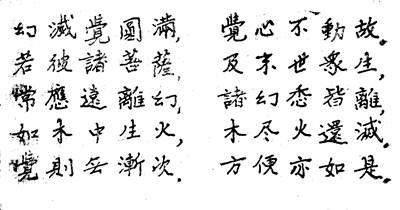 幻滅覺圓滿，覺心不動故。
若彼諸菩薩，及末世衆生，
常應遠離幻，諸幻悉皆離，
如木中生火，木尽火還滅。
覺則无漸次。方便亦如是。